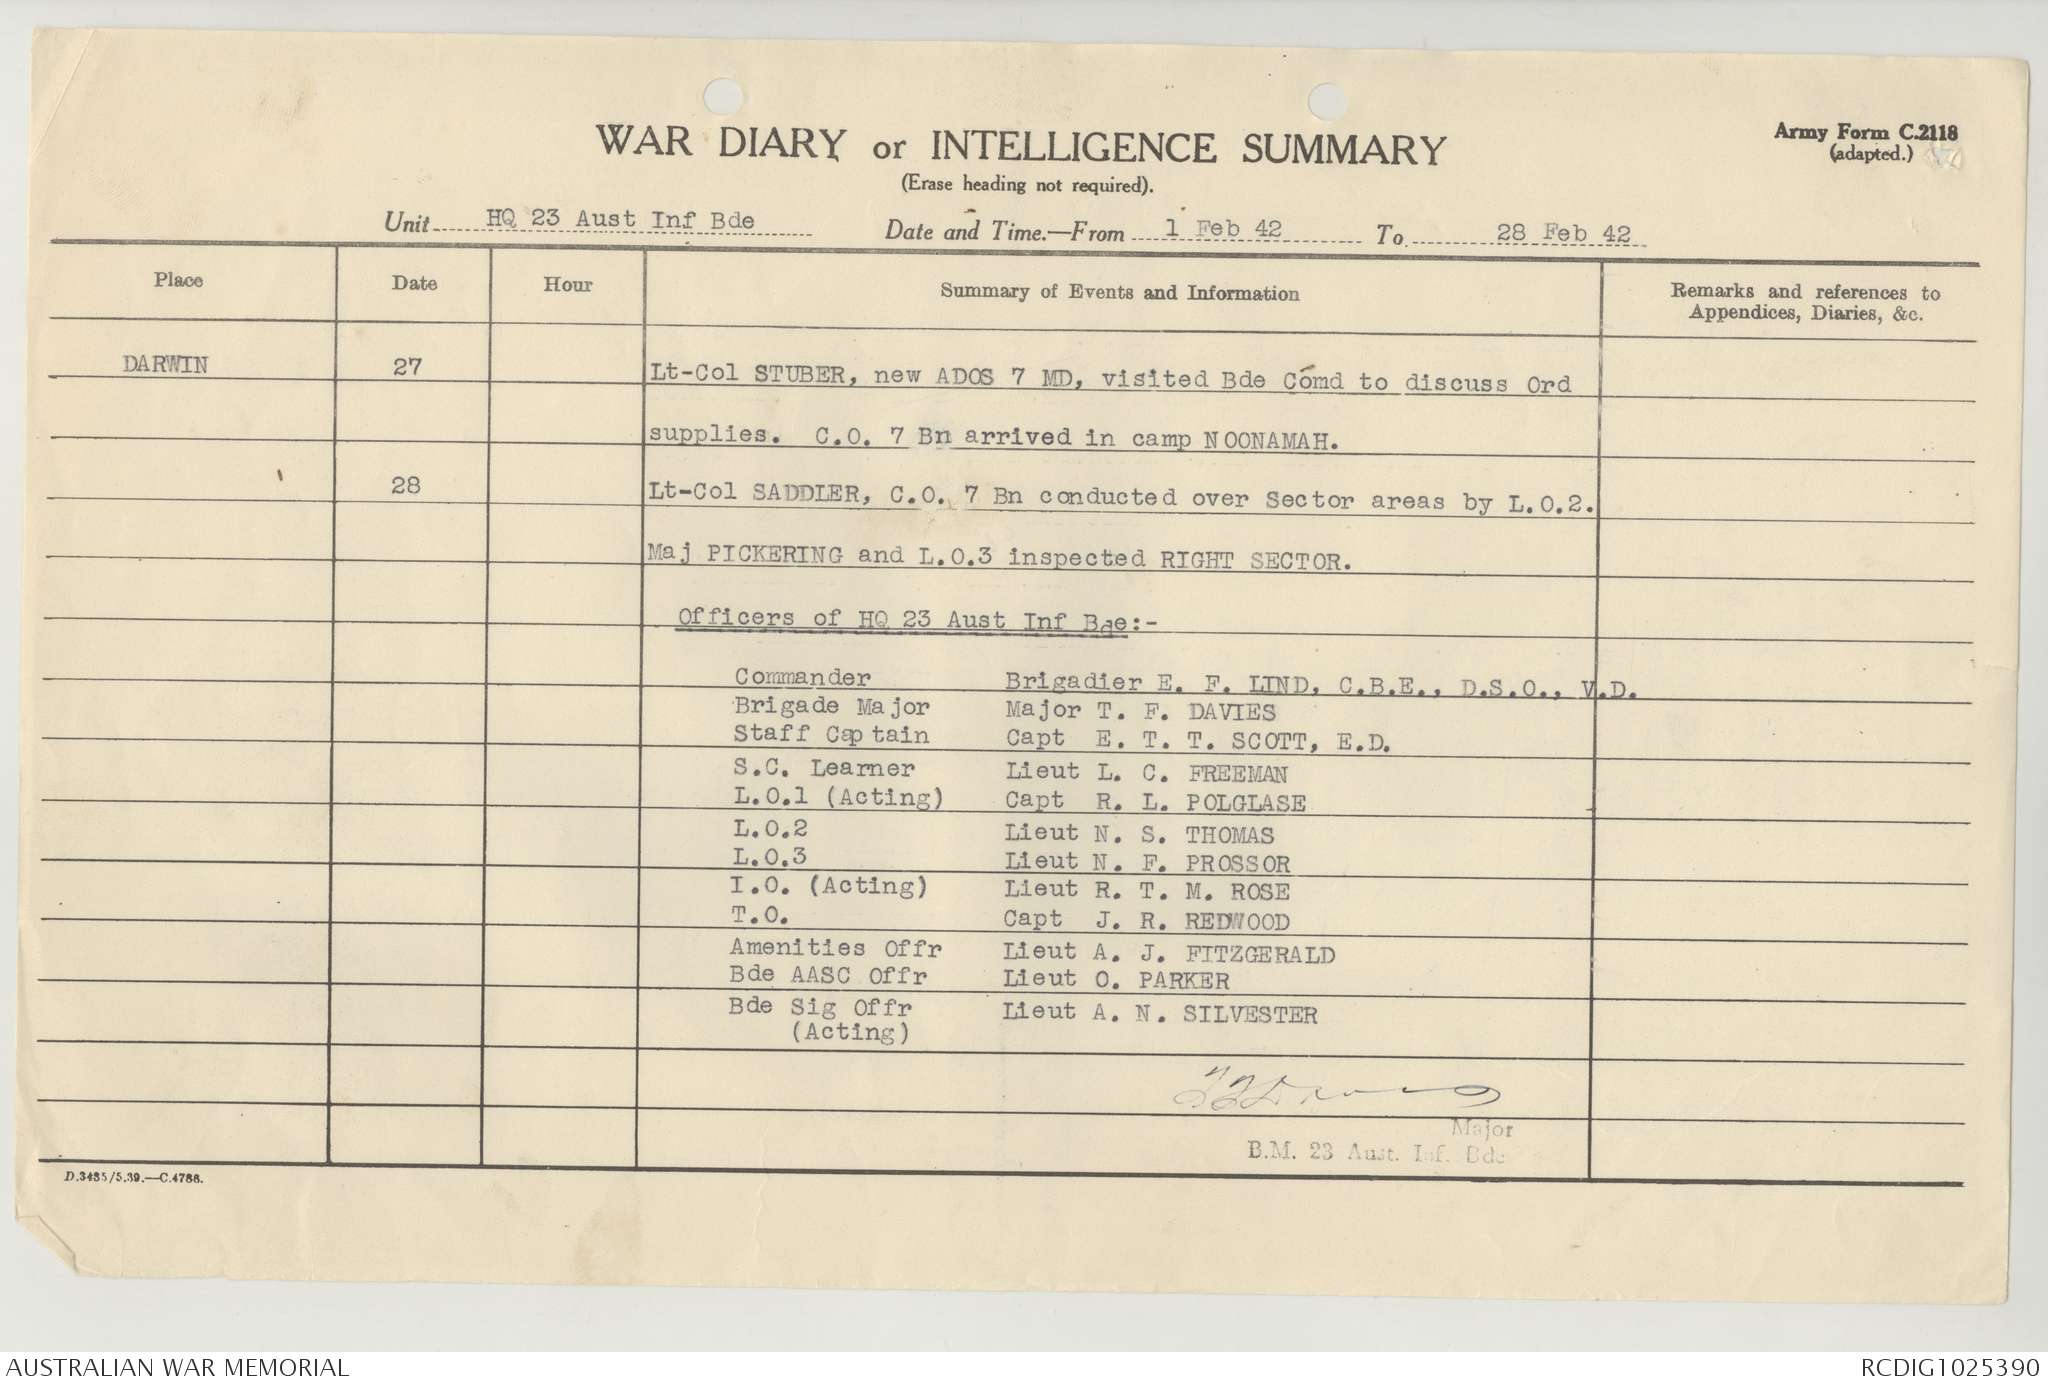 WAR DIARY or INTELLIGENCE SUMMARY
(Erase heading not required).
Army Form C.2118
(adapted.)
Unit HQ 23 Aust Inf Bde Date and Time.—From 1 Feb 42 To 28 Feb 42
Place Date Hour Summary of Events and Information Remarks and references to
Appendices, Diaries, &c.
DARWIN 27 Lt-Col STUBER, new ADOS 7 MD, visited Bde Comd to discuss Ord
supplies. C.O. 7 Bn arrived in camp NOONAMAH.
28 Lt-Col SADDLER, C.O. 7 Bn conducted over Sector areas by L.O.2.
Maj PICKERING and L.O.3 inspected RIGHT SECTOR.
Officers of HQ 23 Aust Inf Bde:-
Commander Brigadier E. F. LIND, C.B.E., D.S.O., V.D.
Brigade Major Major T. F. DAVIES
Staff Captain Capt E. T. T. SCOTT, E.D.
S.C. Learner Lieut L. C. FREEMAN
L.O.1 (Acting) Capt R. L. POLGLASE
L.O.2 Lieut N. S. THOMAS
L.O.3 Lieut N. F. PROSSOR
I.O. (Acting) Lieut R. T. M. ROSE
T.O. Capt J. R. REDWOOD
Amenities Offr Lieut A. J. FITZGERALD
Bde AASC Offr Lieut O. PARKER
Bde Sig Offr Lieut A. N. SILVESTER
(Acting)
TF Davies
Major
B.M. 23 Aust. Inf. Bde
D.3485/5.39.—C.4788.
AUSTRALIAN WAR MEMORIAL RCDIG1025390